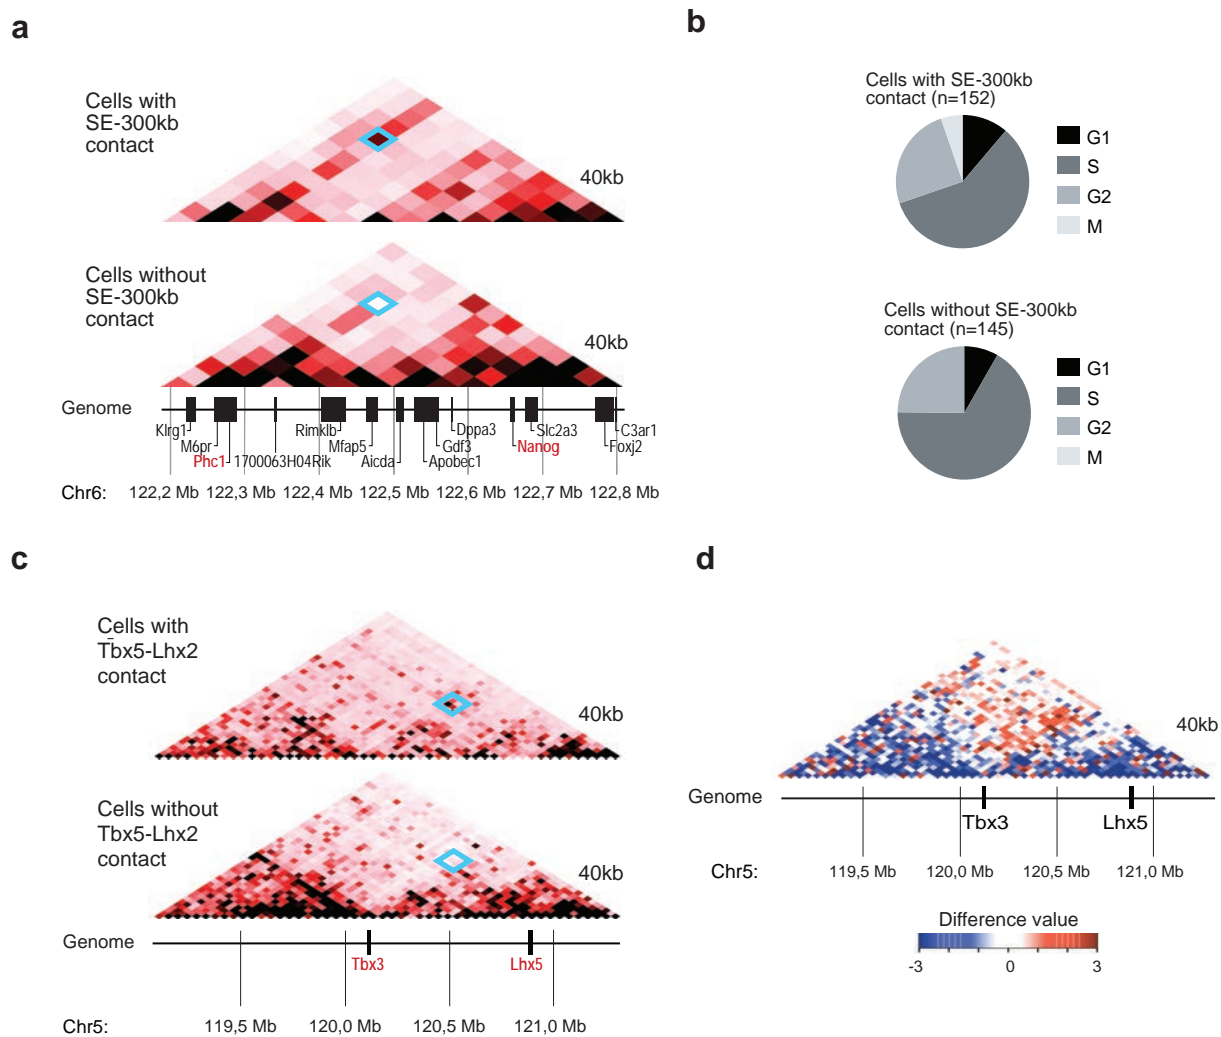 a
Cells with
SE-300kb
contact
40kb
Cells without
SE-300kb
contact
40kb
Genome
Klrg1
M6pr
Phc1
1700063H04Rik
Rimklb
Mfap5
Aicda
Apobec1
Gdf3
Dppa3
Nanog
Slc2a3
Foxj2
C3ar1
Chr6:
122,2 Mb 122,3 Mb 122,4 Mb 122,5 Mb 122,6 Mb 122,7 Mb 122,8 Mb
b
Cells with SE-300kb
contact (n=152)
G1
S
G2
M
Cells without SE-300kb
contact (n=145)
G1
S
G2
M
c
Cells with
Tbx5-Lhx2
contact
40kb
Cells without
Tbx5-Lhx2
contact
40kb
Genome
Tbx3
Lhx5
Chr5:
119,5 Mb 120,0 Mb 120,5 Mb 121,0 Mb
d
40kb
Genome
Tbx3
Lhx5
Chr5:
119,5 Mb 120,0 Mb 120,5 Mb 121,0 Mb
Difference value
-3 0 3